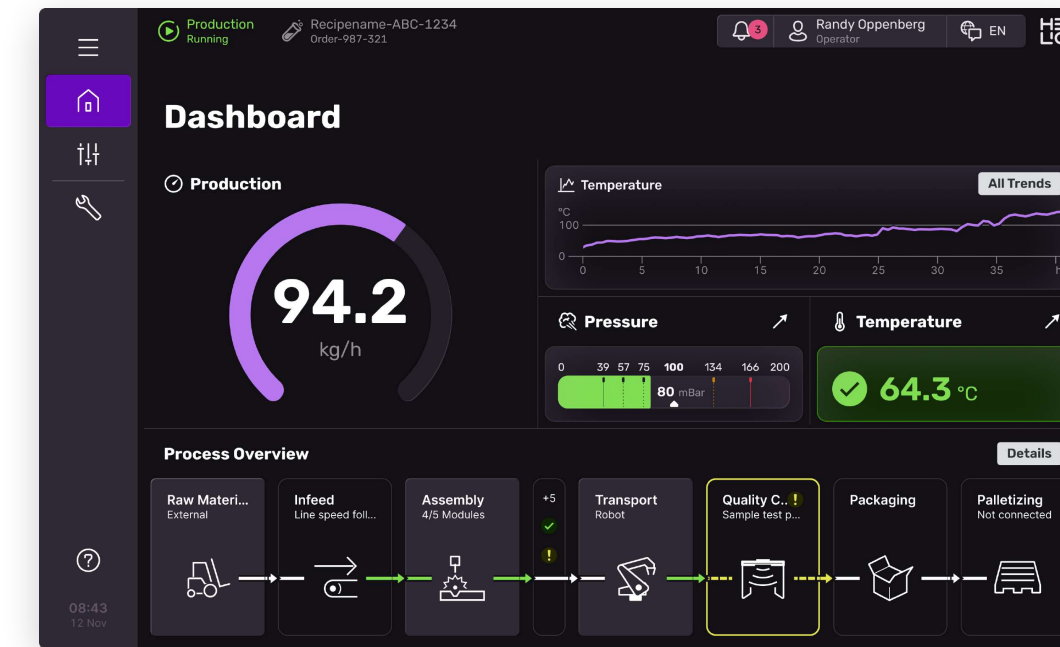 Production
Running
Recipename-ABC-1234
Order-987-321
3
Randy Oppenberg
Operator
EN
Dashboard
Production
94.2
kg/h
Temperature
All Trends
°C
100
0
0 5 10 15 20 25 30 35 h
Pressure
0 39 57 75 100 134 166 200
80 mBar
Temperature
64.3 °C
Process Overview
Details
Raw Materi...
External
Infeed
Line speed foll...
Assembly
4/5 Modules
+5
Transport
Robot
Quality C..
Sample test p...
Packaging
Palletizing
Not connected
08:43
12 Nov